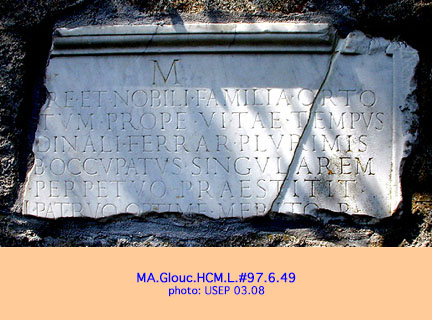 M
RE·ET·NOBILI·FAMILIA·ORTO
TVM·PROPE·VITAE·TEMPVS
DINALI·FERRAR·PLVRIMIS
B·OCCVPATVS·SINGVLAREM
·PERPETVO·PRAESTITIT
PATRVO
MA.Glouc.HCM.L.#97.6.49
photo: USEP 03.08